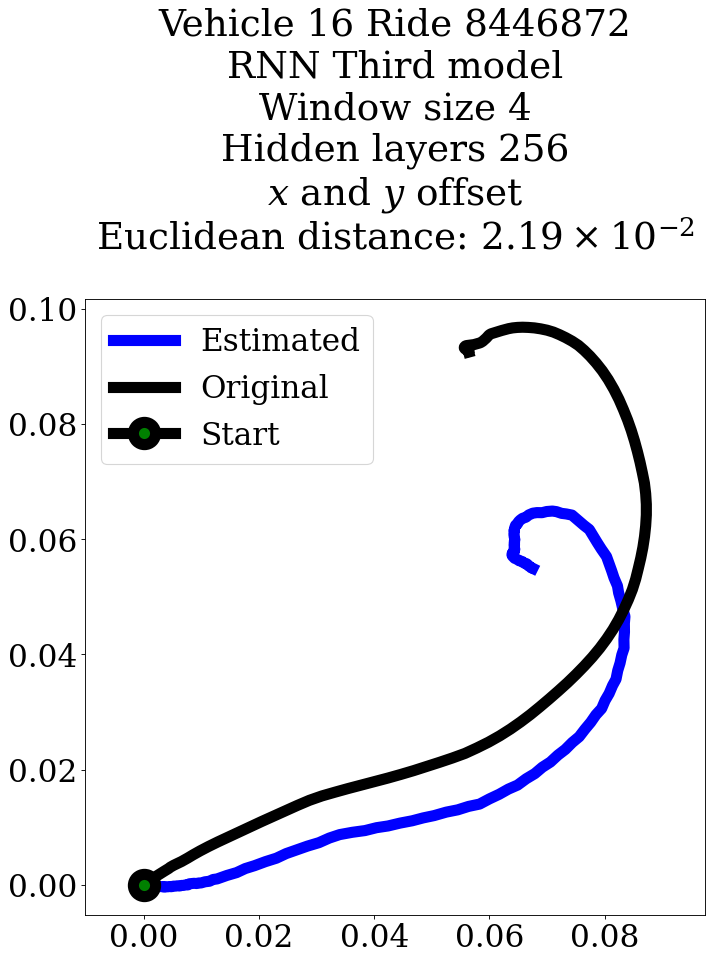 Vehicle 16 Ride 8446872
RNN Third model
Window size 4
Hidden layers 256
x and y offset
Euclidean distance: 2.19 × 10⁻²
0.10
0.08
0.06
0.04
0.02
0.00
Estimated
Original
Start
0.00 0.02 0.04 0.06 0.08